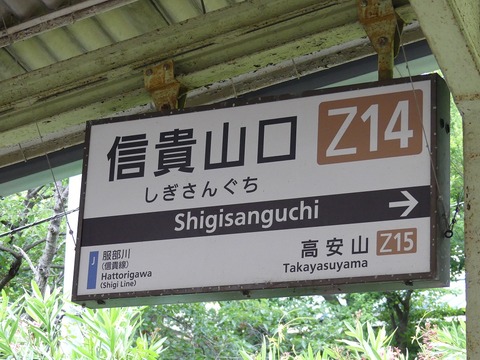 信貴山口 Z14
しぎさんぐち
Shigisanguchi →
J 服部川
(信貴線)
Hattorigawa
(Shigi Line)
高安山 Z15
Takayasuyama